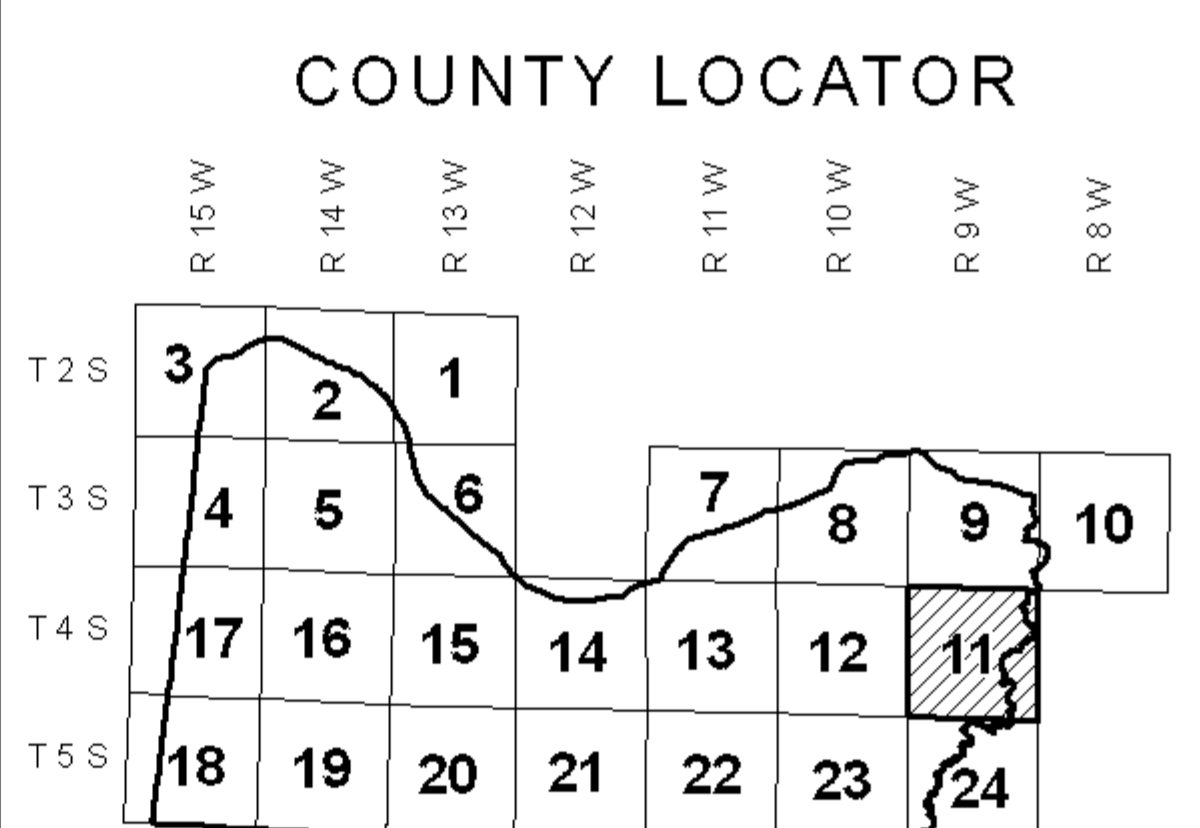 COUNTY LOCATOR
R 15 W R 14 W R 13 W R 12 W R 11 W R 10 W R 9 W R 8 W
T 2 S 3 2 1
T 3 S 4 5 6 7 8 9 10
T 4 S 17 16 15 14 13 12 11
T 5 S 18 19 20 21 22 23 24